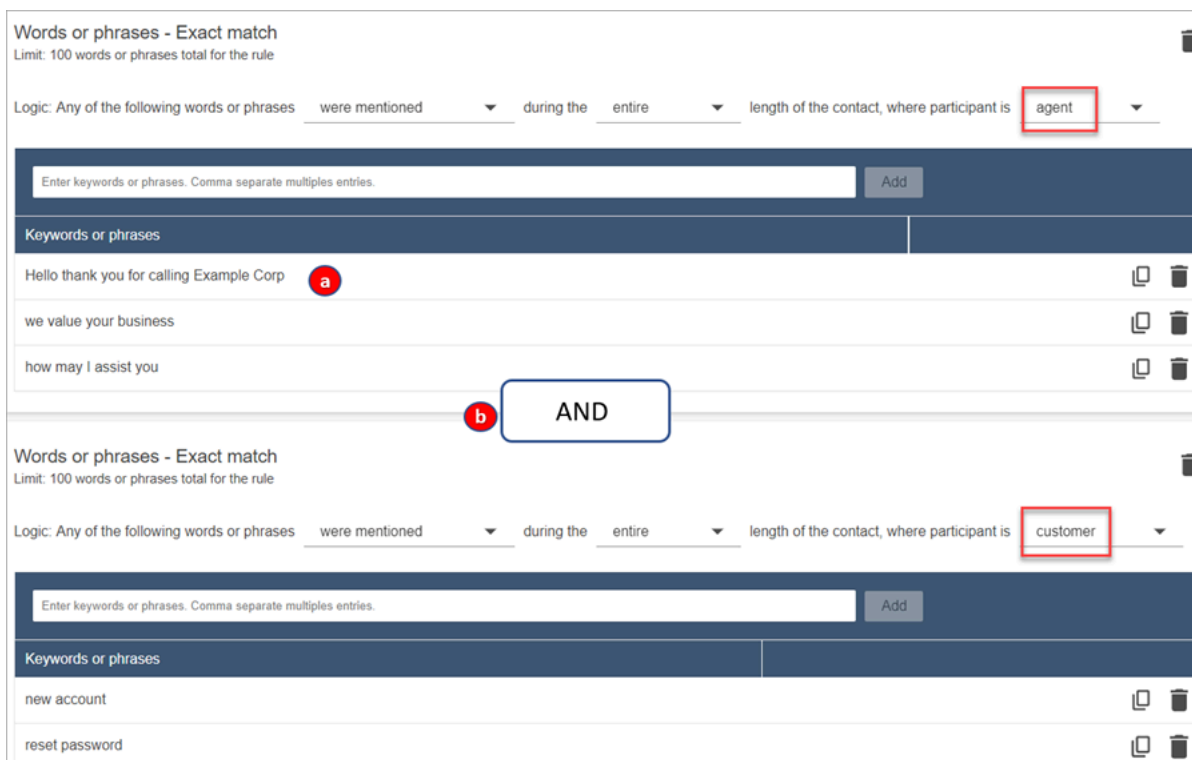 Words or phrases - Exact match
Limit: 100 words or phrases total for the rule
Logic: Any of the following words or phrases were mentioned during the entire length of the contact, where participant is agent
Enter keywords or phrases. Comma separate multiples entries. Add
Keywords or phrases
Hello thank you for calling Example Corp a
we value your business
how may I assist you
b AND
Words or phrases - Exact match
Limit: 100 words or phrases total for the rule
Logic: Any of the following words or phrases were mentioned during the entire length of the contact, where participant is customer
Enter keywords or phrases. Comma separate multiples entries. Add
Keywords or phrases
new account
reset password